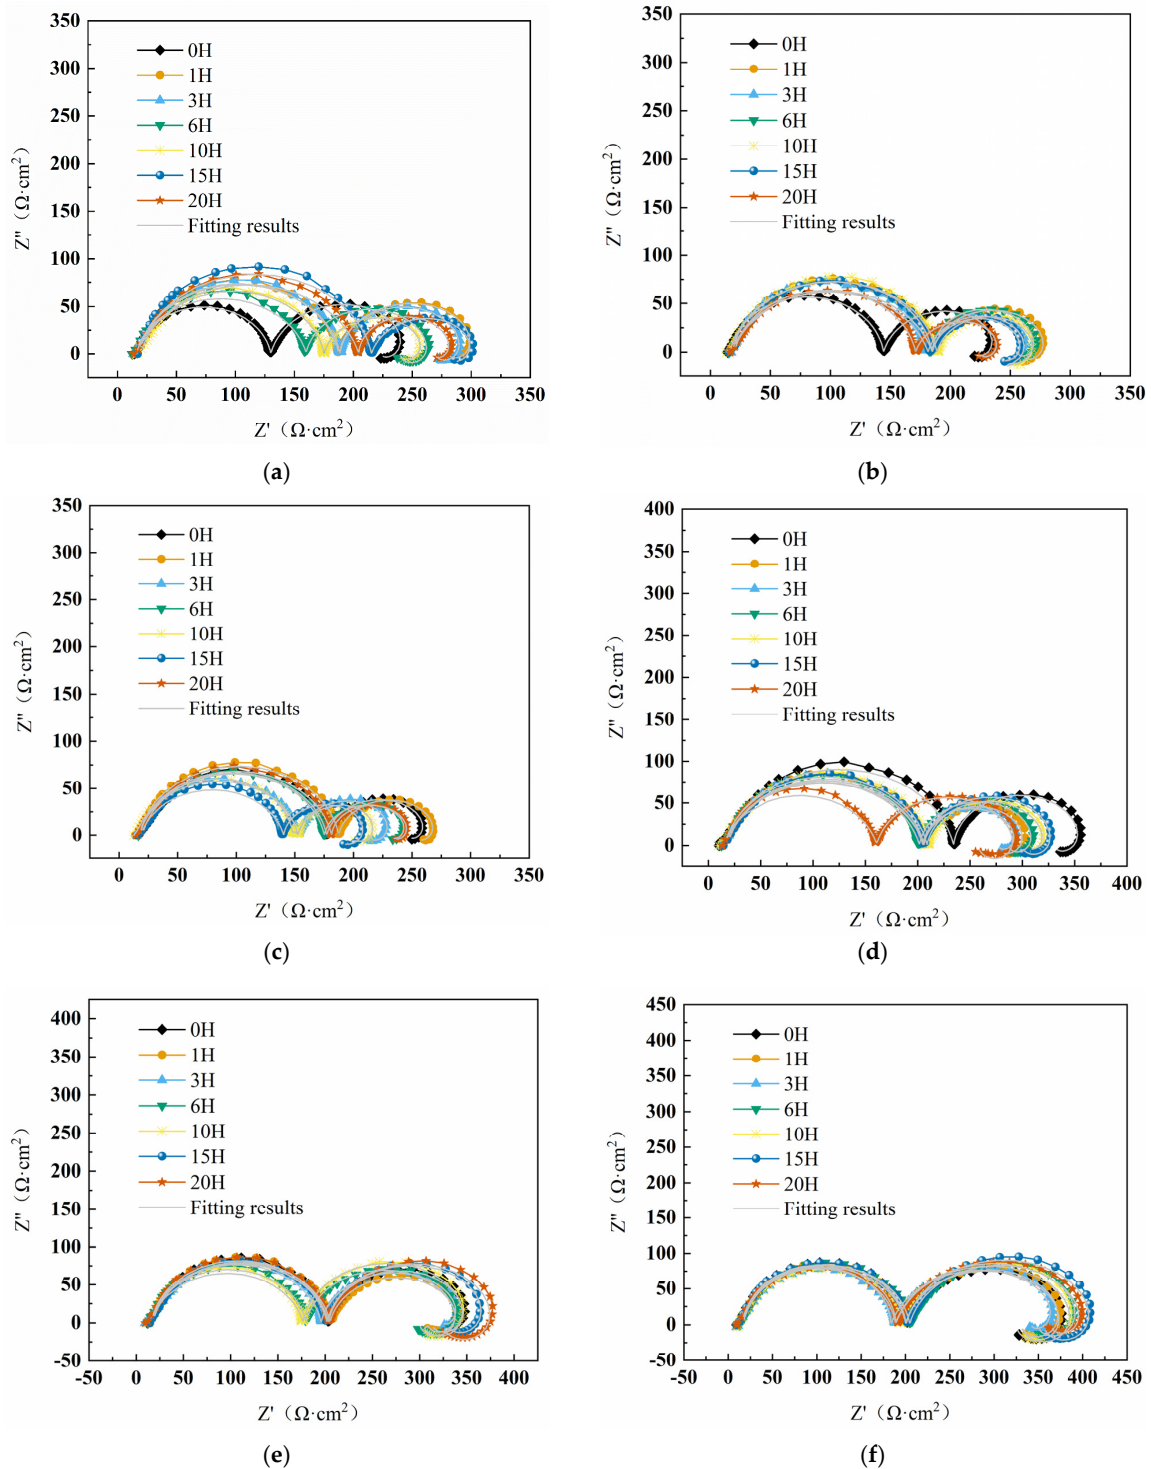 350
300
250
200
150
100
50
0
Z" (Ω·cm²)
0H
1H
3H
6H
10H
15H
20H
Fitting results
0 50 100 150 200 250 300 350
Z' (Ω·cm²)
(a)
350
300
250
200
150
100
50
0
Z" (Ω·cm²)
0H
1H
3H
6H
10H
15H
20H
Fitting results
0 50 100 150 200 250 300 350
Z' (Ω·cm²)
(b)
350
300
250
200
150
100
50
0
Z" (Ω·cm²)
0H
1H
3H
6H
10H
15H
20H
Fitting results
0 50 100 150 200 250 300 350
Z' (Ω·cm²)
(c)
400
350
300
250
200
150
100
50
0
Z" (Ω·cm²)
0H
1H
3H
6H
10H
15H
20H
Fitting results
0 50 100 150 200 250 300 350 400
Z' (Ω·cm²)
(d)
400
350
300
250
200
150
100
50
0
-50
Z" (Ω·cm²)
0H
1H
3H
6H
10H
15H
20H
Fitting results
-50 0 50 100 150 200 250 300 350 400
Z' (Ω·cm²)
(e)
450
400
350
300
250
200
150
100
50
0
-50
Z" (Ω·cm²)
0H
1H
3H
6H
10H
15H
20H
Fitting results
-50 0 50 100 150 200 250 300 350 400 450
Z' (Ω·cm²)
(f)